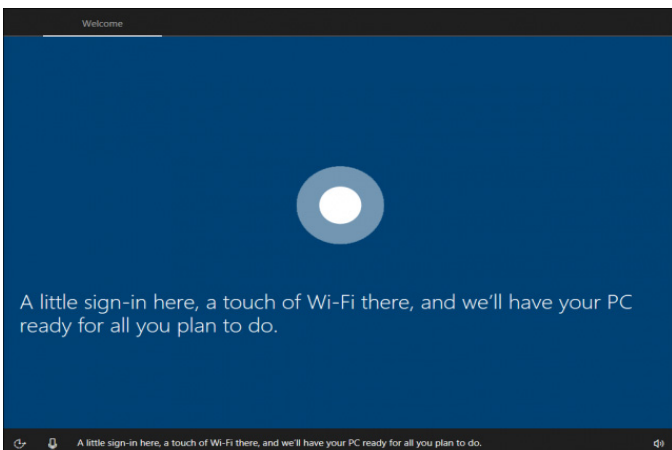 Welcome
A little sign-in here, a touch of Wi-Fi there, and we'll have your PC
ready for all you plan to do.
A little sign-in here, a touch of Wi-Fi there, and we'll have your PC ready for all you plan to do.